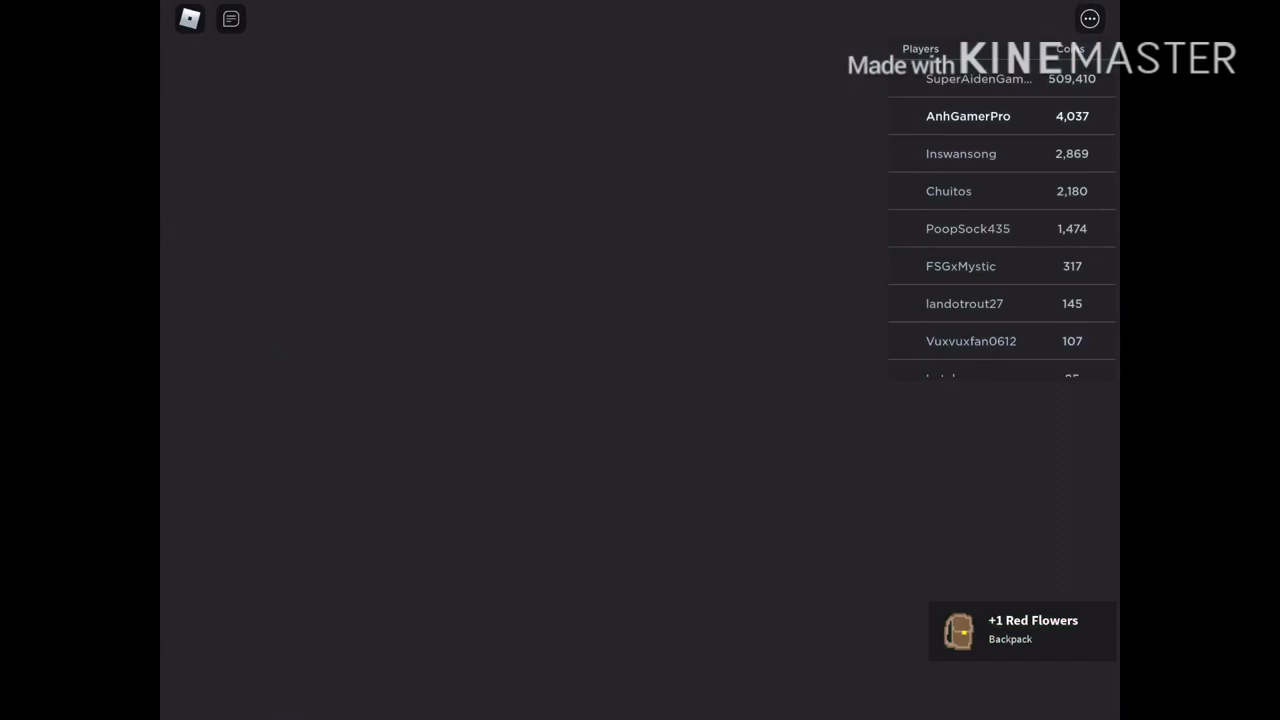 Players
Made with KINEMASTER
SuperAidenGam... 509,410
AnhGamerPro 4,037
Inswansong 2,869
Chuitos 2,180
PoopSock435 1,474
FSGxMystic 317
landotrout27 145
Vuxvuxfan0612 107
+1 Red Flowers
Backpack